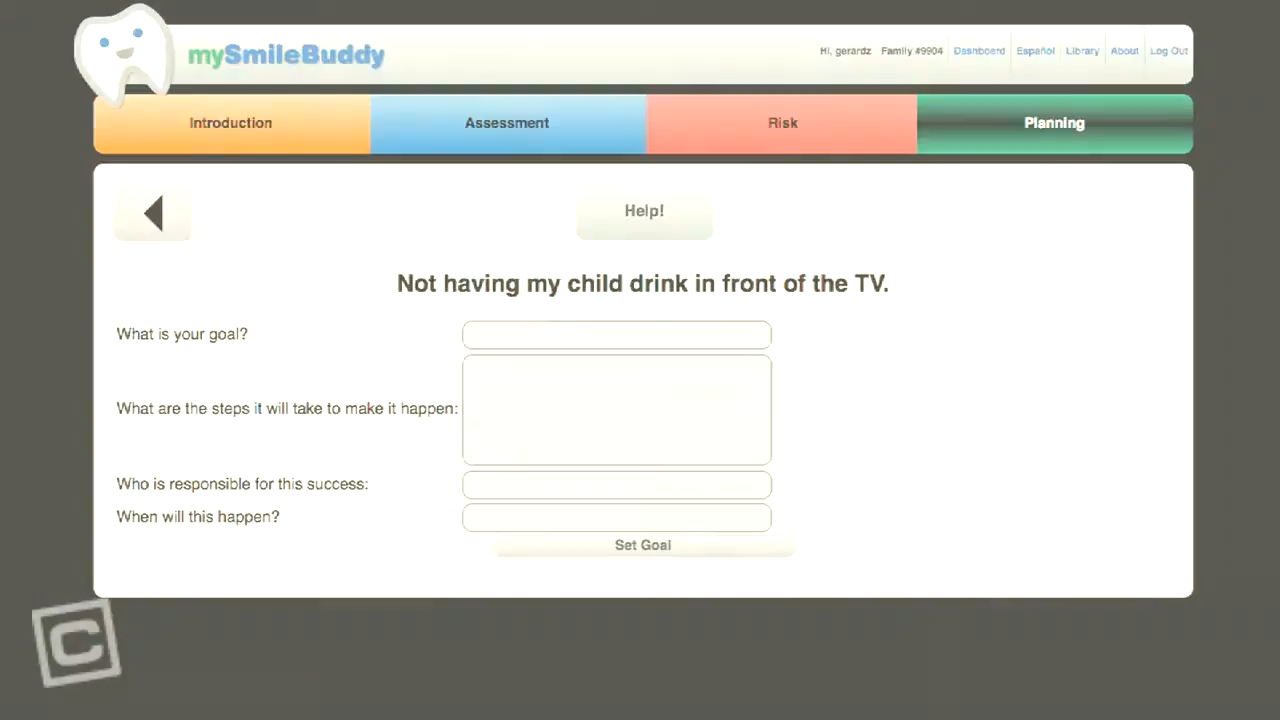 mySmileBuddy
Hi, gerardz Family #9904 Dashboard Español Library About Log Out
Introduction Assessment Risk Planning
Help!
Not having my child drink in front of the TV.
What is your goal?
What are the steps it will take to make it happen:
Who is responsible for this success:
When will this happen?
Set Goal
C